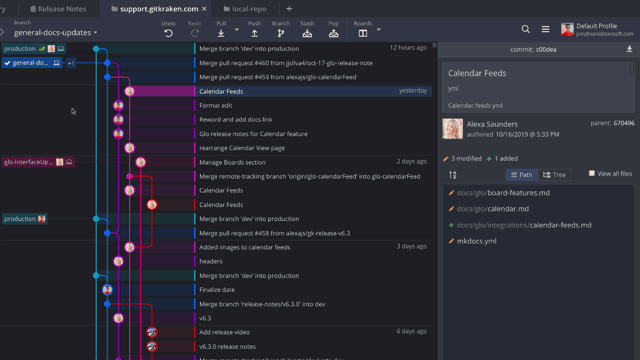 Release Notes
support.gitkraken.com
local-repo
branch
general-docs-updates
Undo
Redo
Pull
Push
Branch
Stash
Pop
Boards
Default Profile
production
general-do...
+1
glo-InterfaceUp...
production
Merge branch 'dev' into production
12 hours ago
Merge pull request #460 from jjsilva4/oct-17-glo-release-note
Merge pull request #459 from alexajs/glo-calendarFeed
Calendar Feeds
yesterday
Format edit
Reword and add docs link
Glo release notes for Calendar feature
rearrange Calendar View page
Manage Boards section
2 days ago
Merge remote-tracking branch 'origin/glo-calendarFeed' into glo-calendarFeed
Calendar Feeds
Calendar Feeds
Merge branch 'dev' into production
Merge pull request #458 from alexajs/gk-release-v6.3
Added images to calendar feeds
3 days ago
headers
Merge branch 'dev' into production
Finalize date
Merge branch 'release-notes/v6.3.0' into dev
v6.3
Add release video
6 days ago
v6.3.0 release notes
commit: c00dea
Calendar Feeds
yml
Calendar feeds yml
Alexa Saunders
authored 10/16/2019 @ 5:33 PM
parent: 670496
3 modified
1 added
Path
Tree
View all files
docs/glo/board-features.md
docs/glo/calendar.md
docs/glo/integrations/calendar-feeds.md
mkdocs.yml